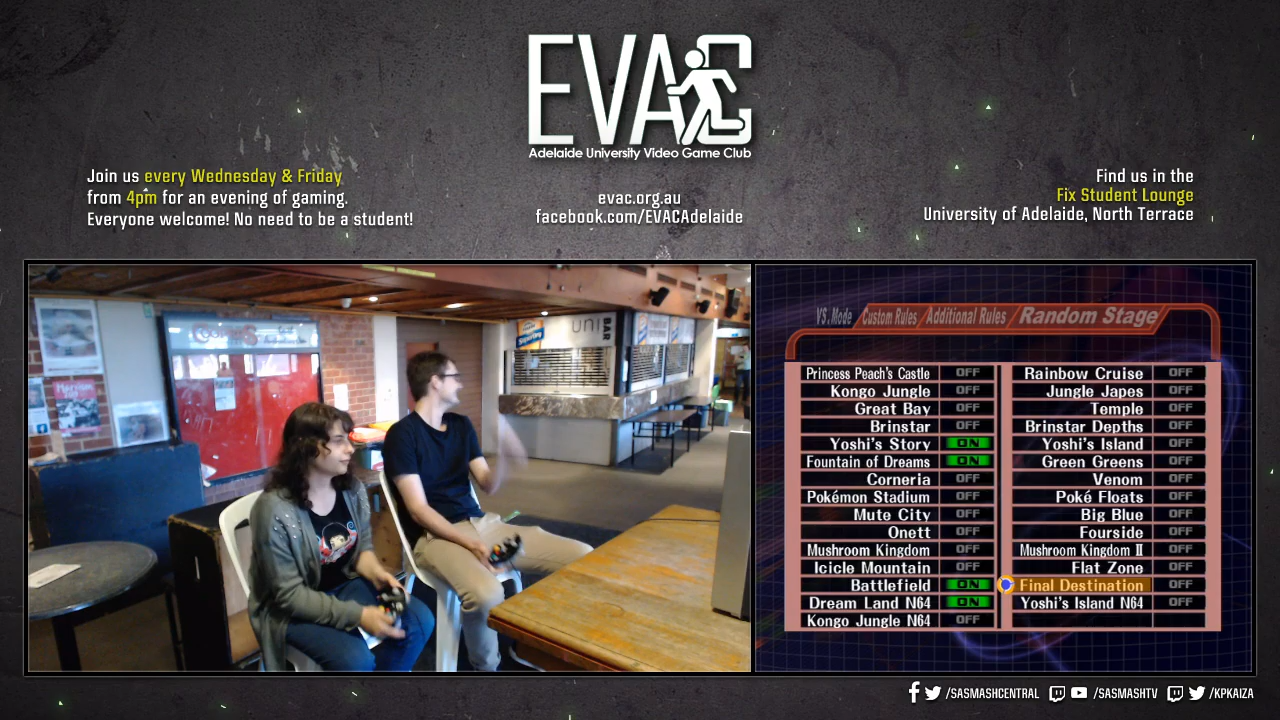 EVAC
Adelaide University Video Game Club
Join us every Wednesday & Friday
from 4pm for an evening of gaming.
Everyone welcome! No need to be a student!
evac.org.au
facebook.com/EVACAdelaide
Find us in the
Fix Student Lounge
University of Adelaide, North Terrace
UNI
BAR
VS. Mode Custom Rules Additional Rules Random Stage
Princess Peach's Castle OFF Rainbow Cruise OFF
Kongo Jungle OFF Jungle Japes OFF
Great Bay OFF Temple OFF
Brinstar OFF Brinstar Depths OFF
Yoshi's Story ON Yoshi's Island OFF
Fountain of Dreams ON Green Greens OFF
Corneria OFF Venom OFF
Pokémon Stadium OFF Poké Floats OFF
Mute City OFF Big Blue OFF
Onett OFF Fourside OFF
Mushroom Kingdom OFF Mushroom Kingdom II OFF
Icicle Mountain OFF Flat Zone OFF
Battlefield ON Final Destination OFF
Dream Land N64 ON Yoshi's Island N64 OFF
Kongo Jungle N64 OFF
/SASMASHCENTRAL /SASMASHTV /KPKAIZA